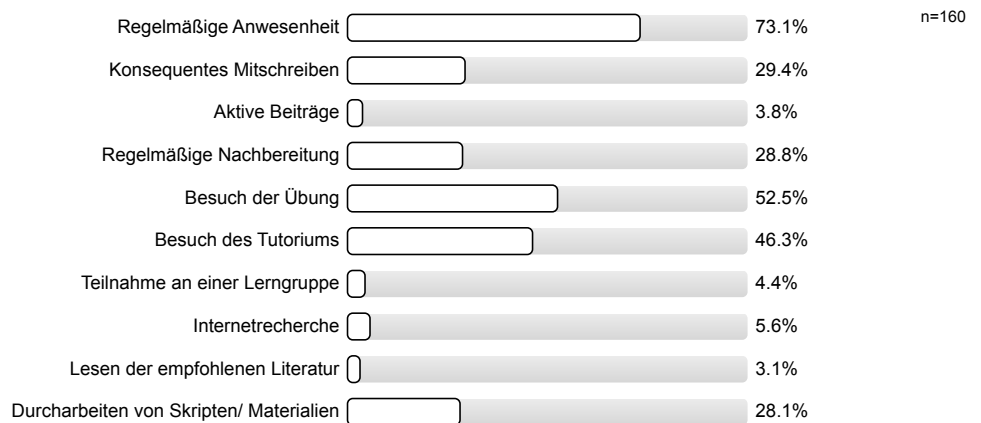 n=160
Regelmäßige Anwesenheit 73.1%
Konsequentes Mitschreiben 29.4%
Aktive Beiträge 3.8%
Regelmäßige Nachbereitung 28.8%
Besuch der Übung 52.5%
Besuch des Tutoriums 46.3%
Teilnahme an einer Lerngruppe 4.4%
Internetrecherche 5.6%
Lesen der empfohlenen Literatur 3.1%
Durcharbeiten von Skripten/ Materialien 28.1%